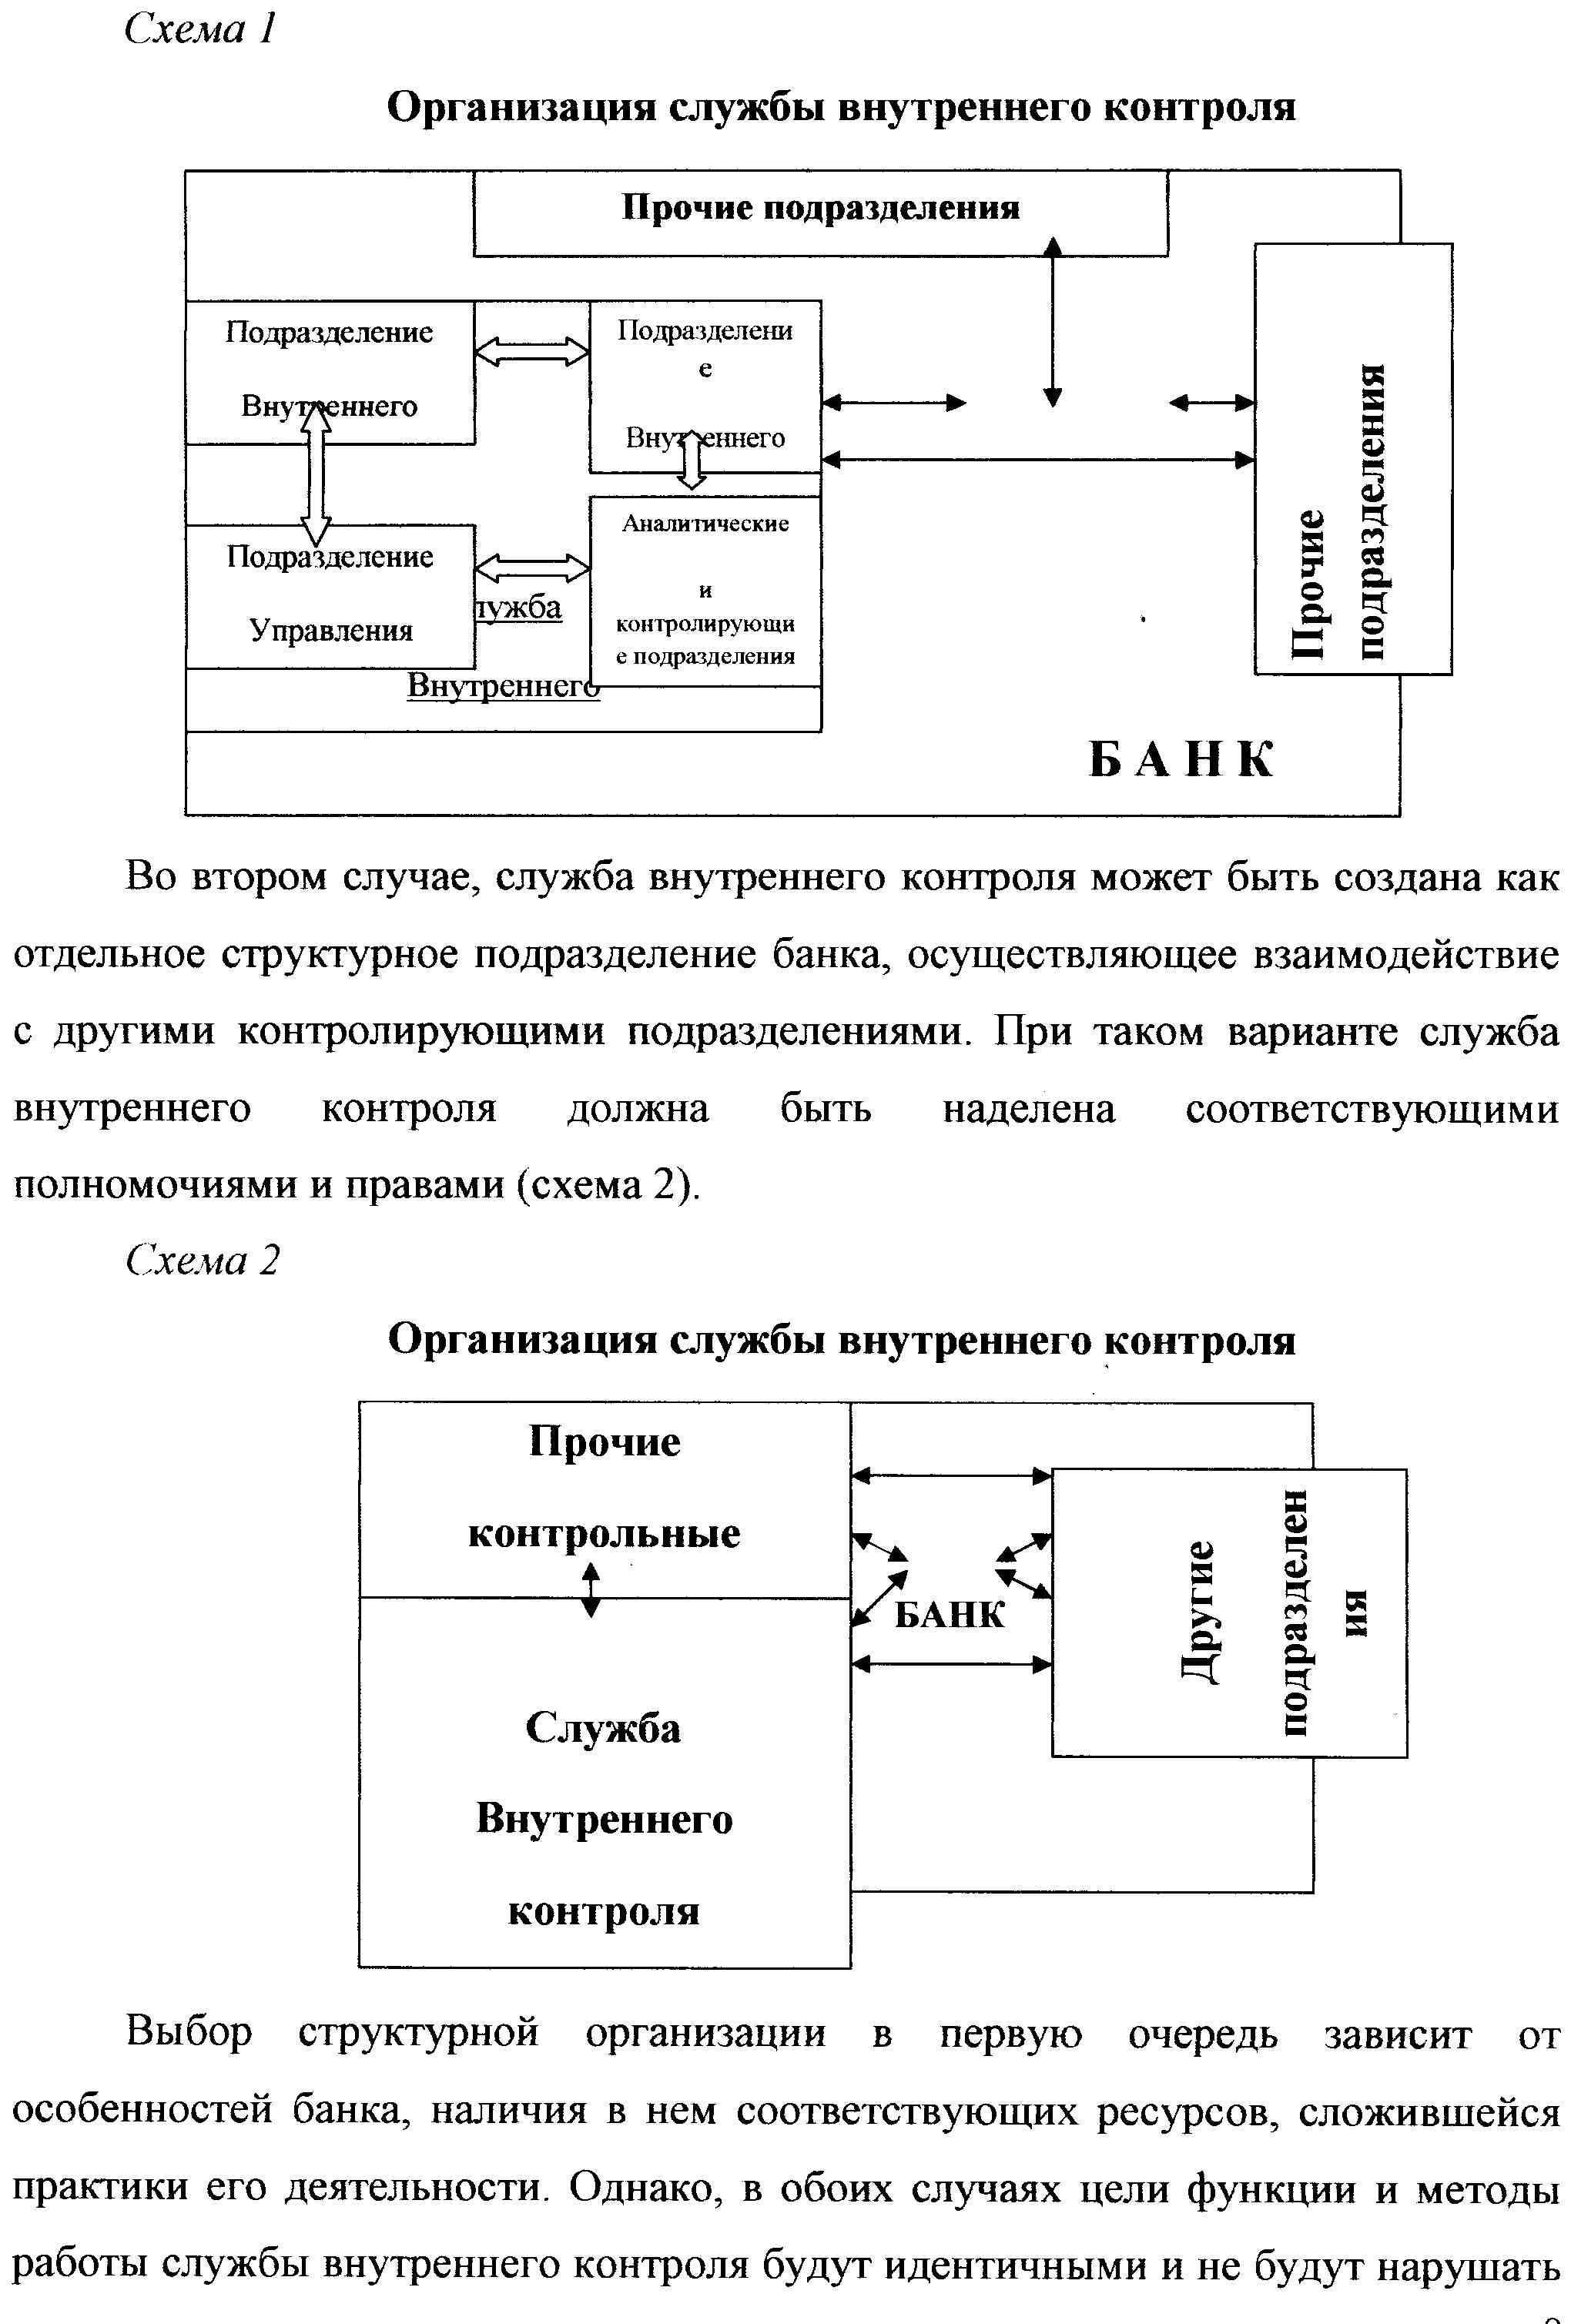 Схема 1
Организация службы внутреннего контроля
Прочие подразделения
Подразделение
Внутреннего
Подразделени
е
Внутреннего
Подразделение
Управления
Аналитические
и
контролирующи
е подразделения
лужба
Внутреннего
Прочие
подразделения
БАНК
Во втором случае, служба внутреннего контроля может быть создана как
отдельное структурное подразделение банка, осуществляющее взаимодействие
с другими контролирующими подразделениями. При таком варианте служба
внутреннего контроля должна быть наделена соответствующими
полномочиями и правами (схема 2).
Схема 2
Организация службы внутреннего контроля
Прочие
контрольные
Служба
Внутреннего
контроля
БАНК
Другие
подразделен
ия
Выбор структурной организации в первую очередь зависит от
особенностей банка, наличия в нем соответствующих ресурсов, сложившейся
практики его деятельности. Однако, в обоих случаях цели функции и методы
работы службы внутреннего контроля будут идентичными и не будут нарушать